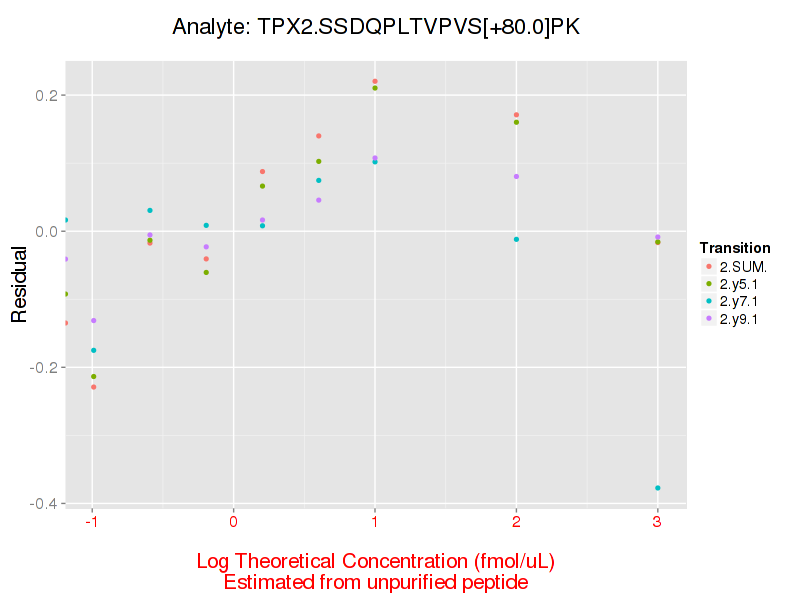 Analyte: TPX2.SSDQPLTVPVS[+80.0]PK
Residual
0.2
0.0
-0.2
-0.4
-1 0 1 2 3
Log Theoretical Concentration (fmol/uL)
Estimated from unpurified peptide
Transition
2.SUM.
2.y5.1
2.y7.1
2.y9.1